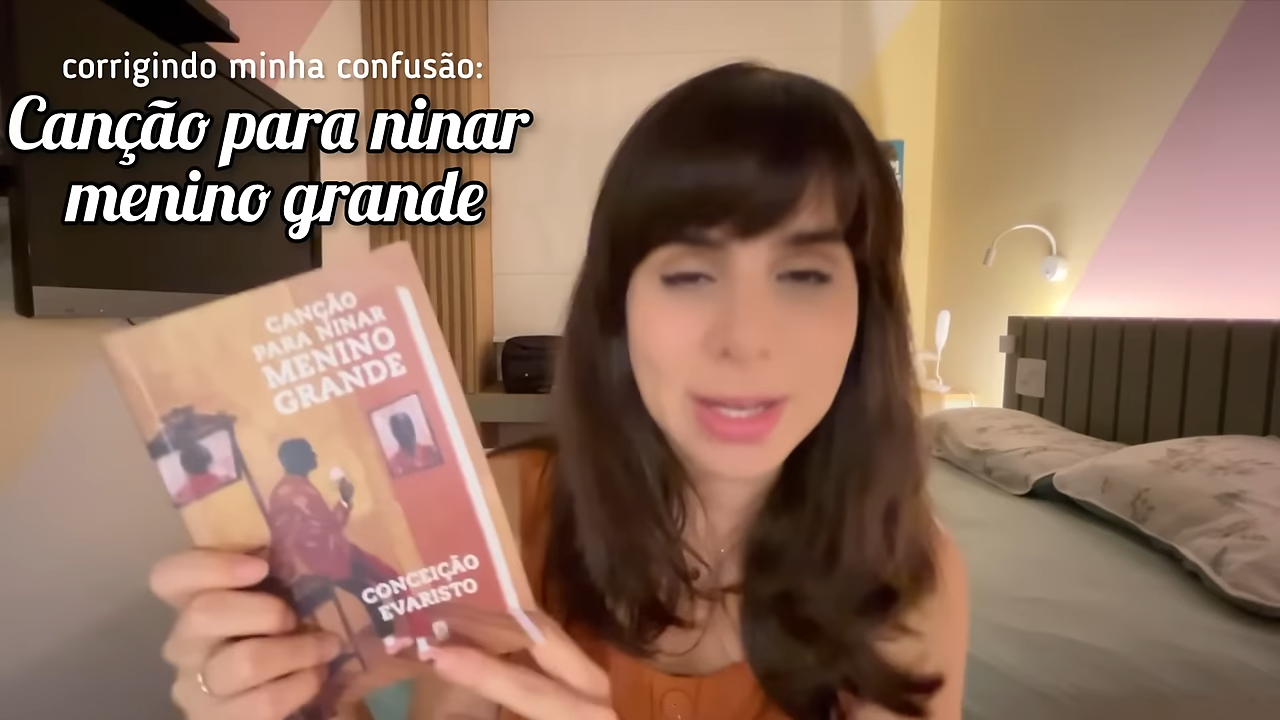 corrigindo minha confusão:
Canção para ninar
menino grande
CANÇÃO
PARA NINAR
MENINO
GRANDE
CONCEIÇÃO
EVARISTO